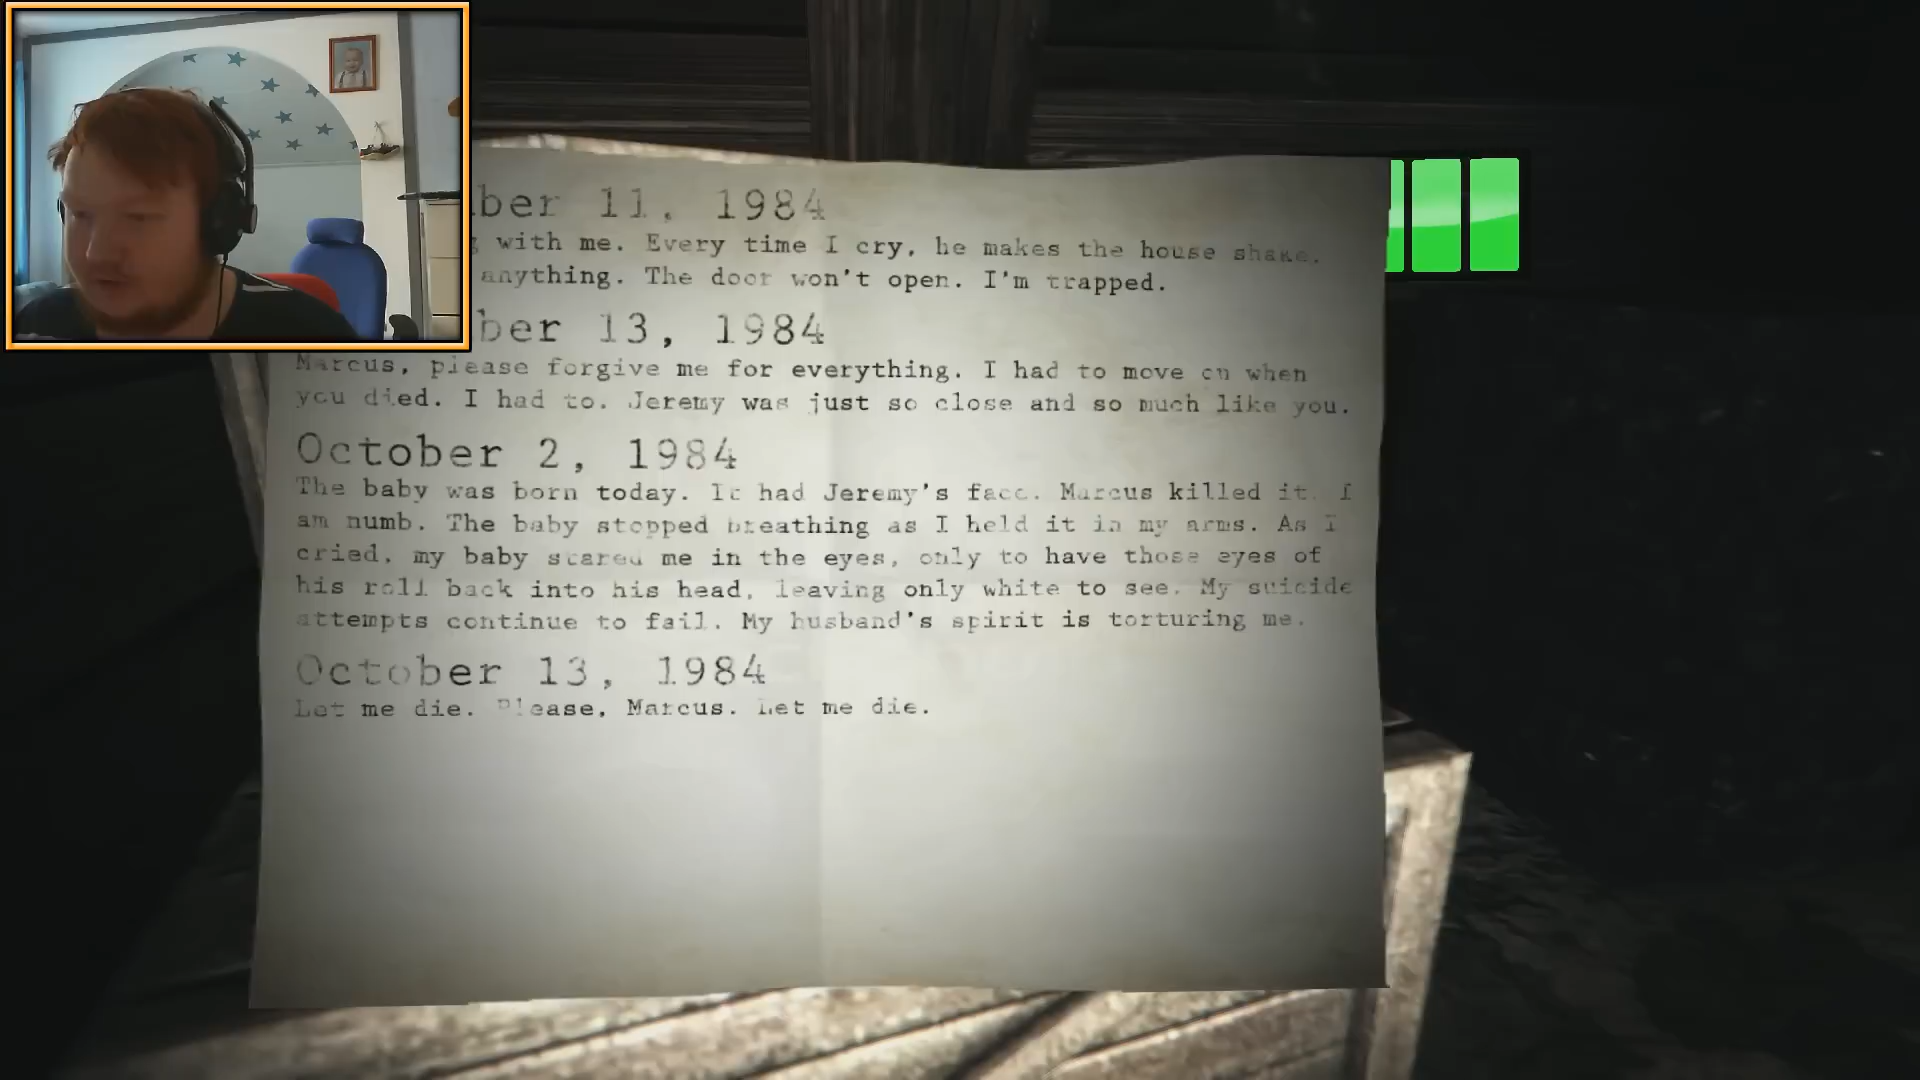 ber 11, 1984
with me. Every time I cry, he makes the house shake.
anything. The door won't open. I'm trapped.
ber 13, 1984
Marcus, please forgive me for everything. I had to move on when
you died. I had to. Jeremy was just so close and so much like you.
October 2, 1984
The baby was born today. It had Jeremy's face. Marcus killed it. I
am numb. The baby stopped breathing as I held it in my arms. As I
cried, my baby stared me in the eyes, only to have those eyes of
his roll back into his head, leaving only white to see. My suicide
attempts continue to fail. My husband's spirit is torturing me.
October 13, 1984
Let me die. Please, Marcus. Let me die.